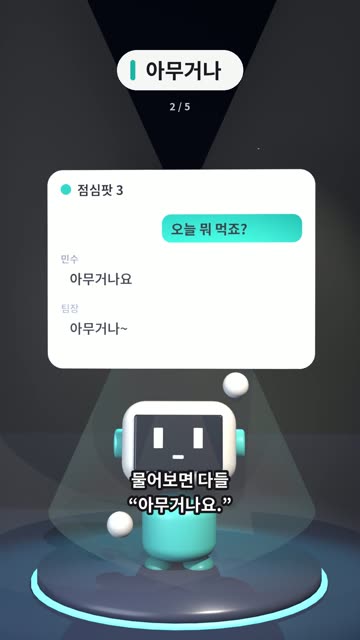 아무거나
2 / 5
점심팟 3
오늘 뭐 먹죠?
민수
아무거나요
팀장
아무거나~
물어보면 다들
“아무거나요.”